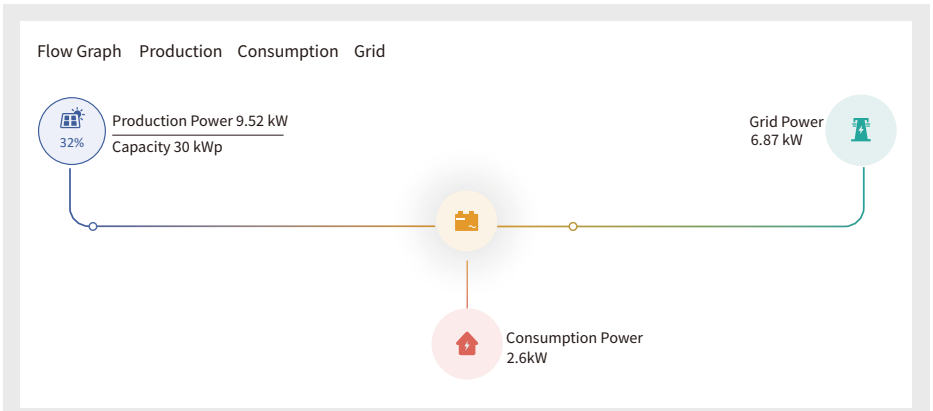 Flow Graph Production Consumption Grid
32%
Production Power 9.52 kW
Capacity 30 kWp
Grid Power
6.87 kW
Consumption Power
2.6kW